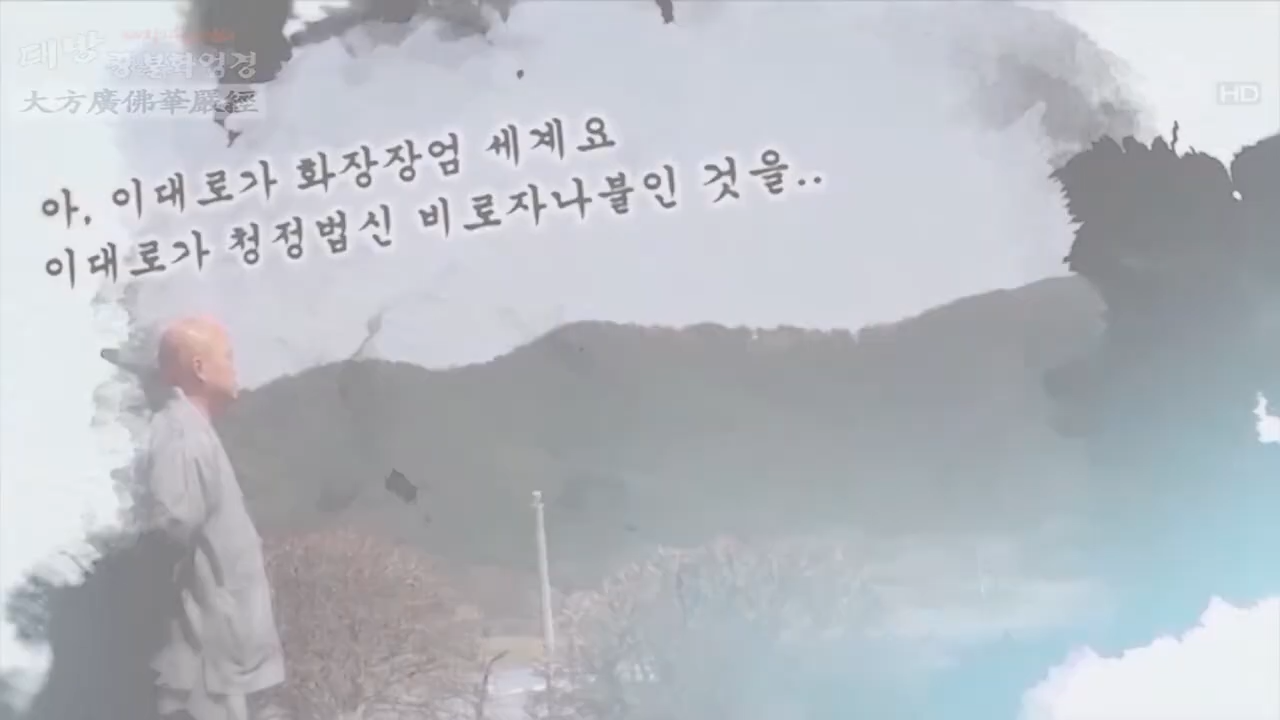 대방광불화엄경
大方廣佛華嚴經
HD
아, 이대로가 화장장엄 세계요
이대로가 청정법신 비로자나불인 것을..